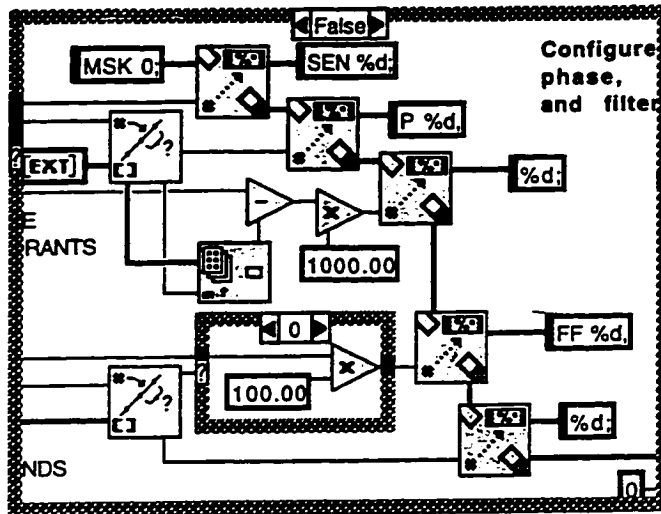 False
MSK 0;
SEN %d;
Configure
phase,
and filter
P %d,
? [EXT]
?
%d;
E
RANTS
1000.00
0
FF %d,
?
100.00
?
%d;
NDS
0